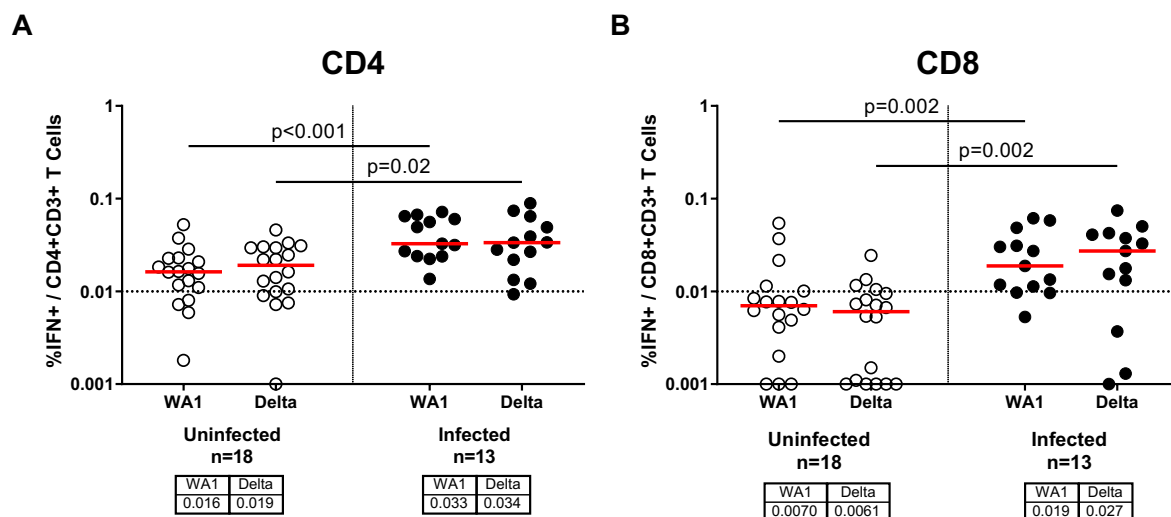 A
CD4
%IFN+ / CD4+CD3+ T Cells
1
0.1
0.01
0.001
p<0.001
p=0.02
WA1 Delta WA1 Delta
Uninfected Infected
n=18 n=13
WA1 Delta WA1 Delta
0.016 0.019 0.033 0.034
B
CD8
%IFN+ / CD8+CD3+ T Cells
1
0.1
0.01
0.001
p=0.002
p=0.002
WA1 Delta WA1 Delta
Uninfected Infected
n=18 n=13
WA1 Delta WA1 Delta
0.0070 0.0061 0.019 0.027